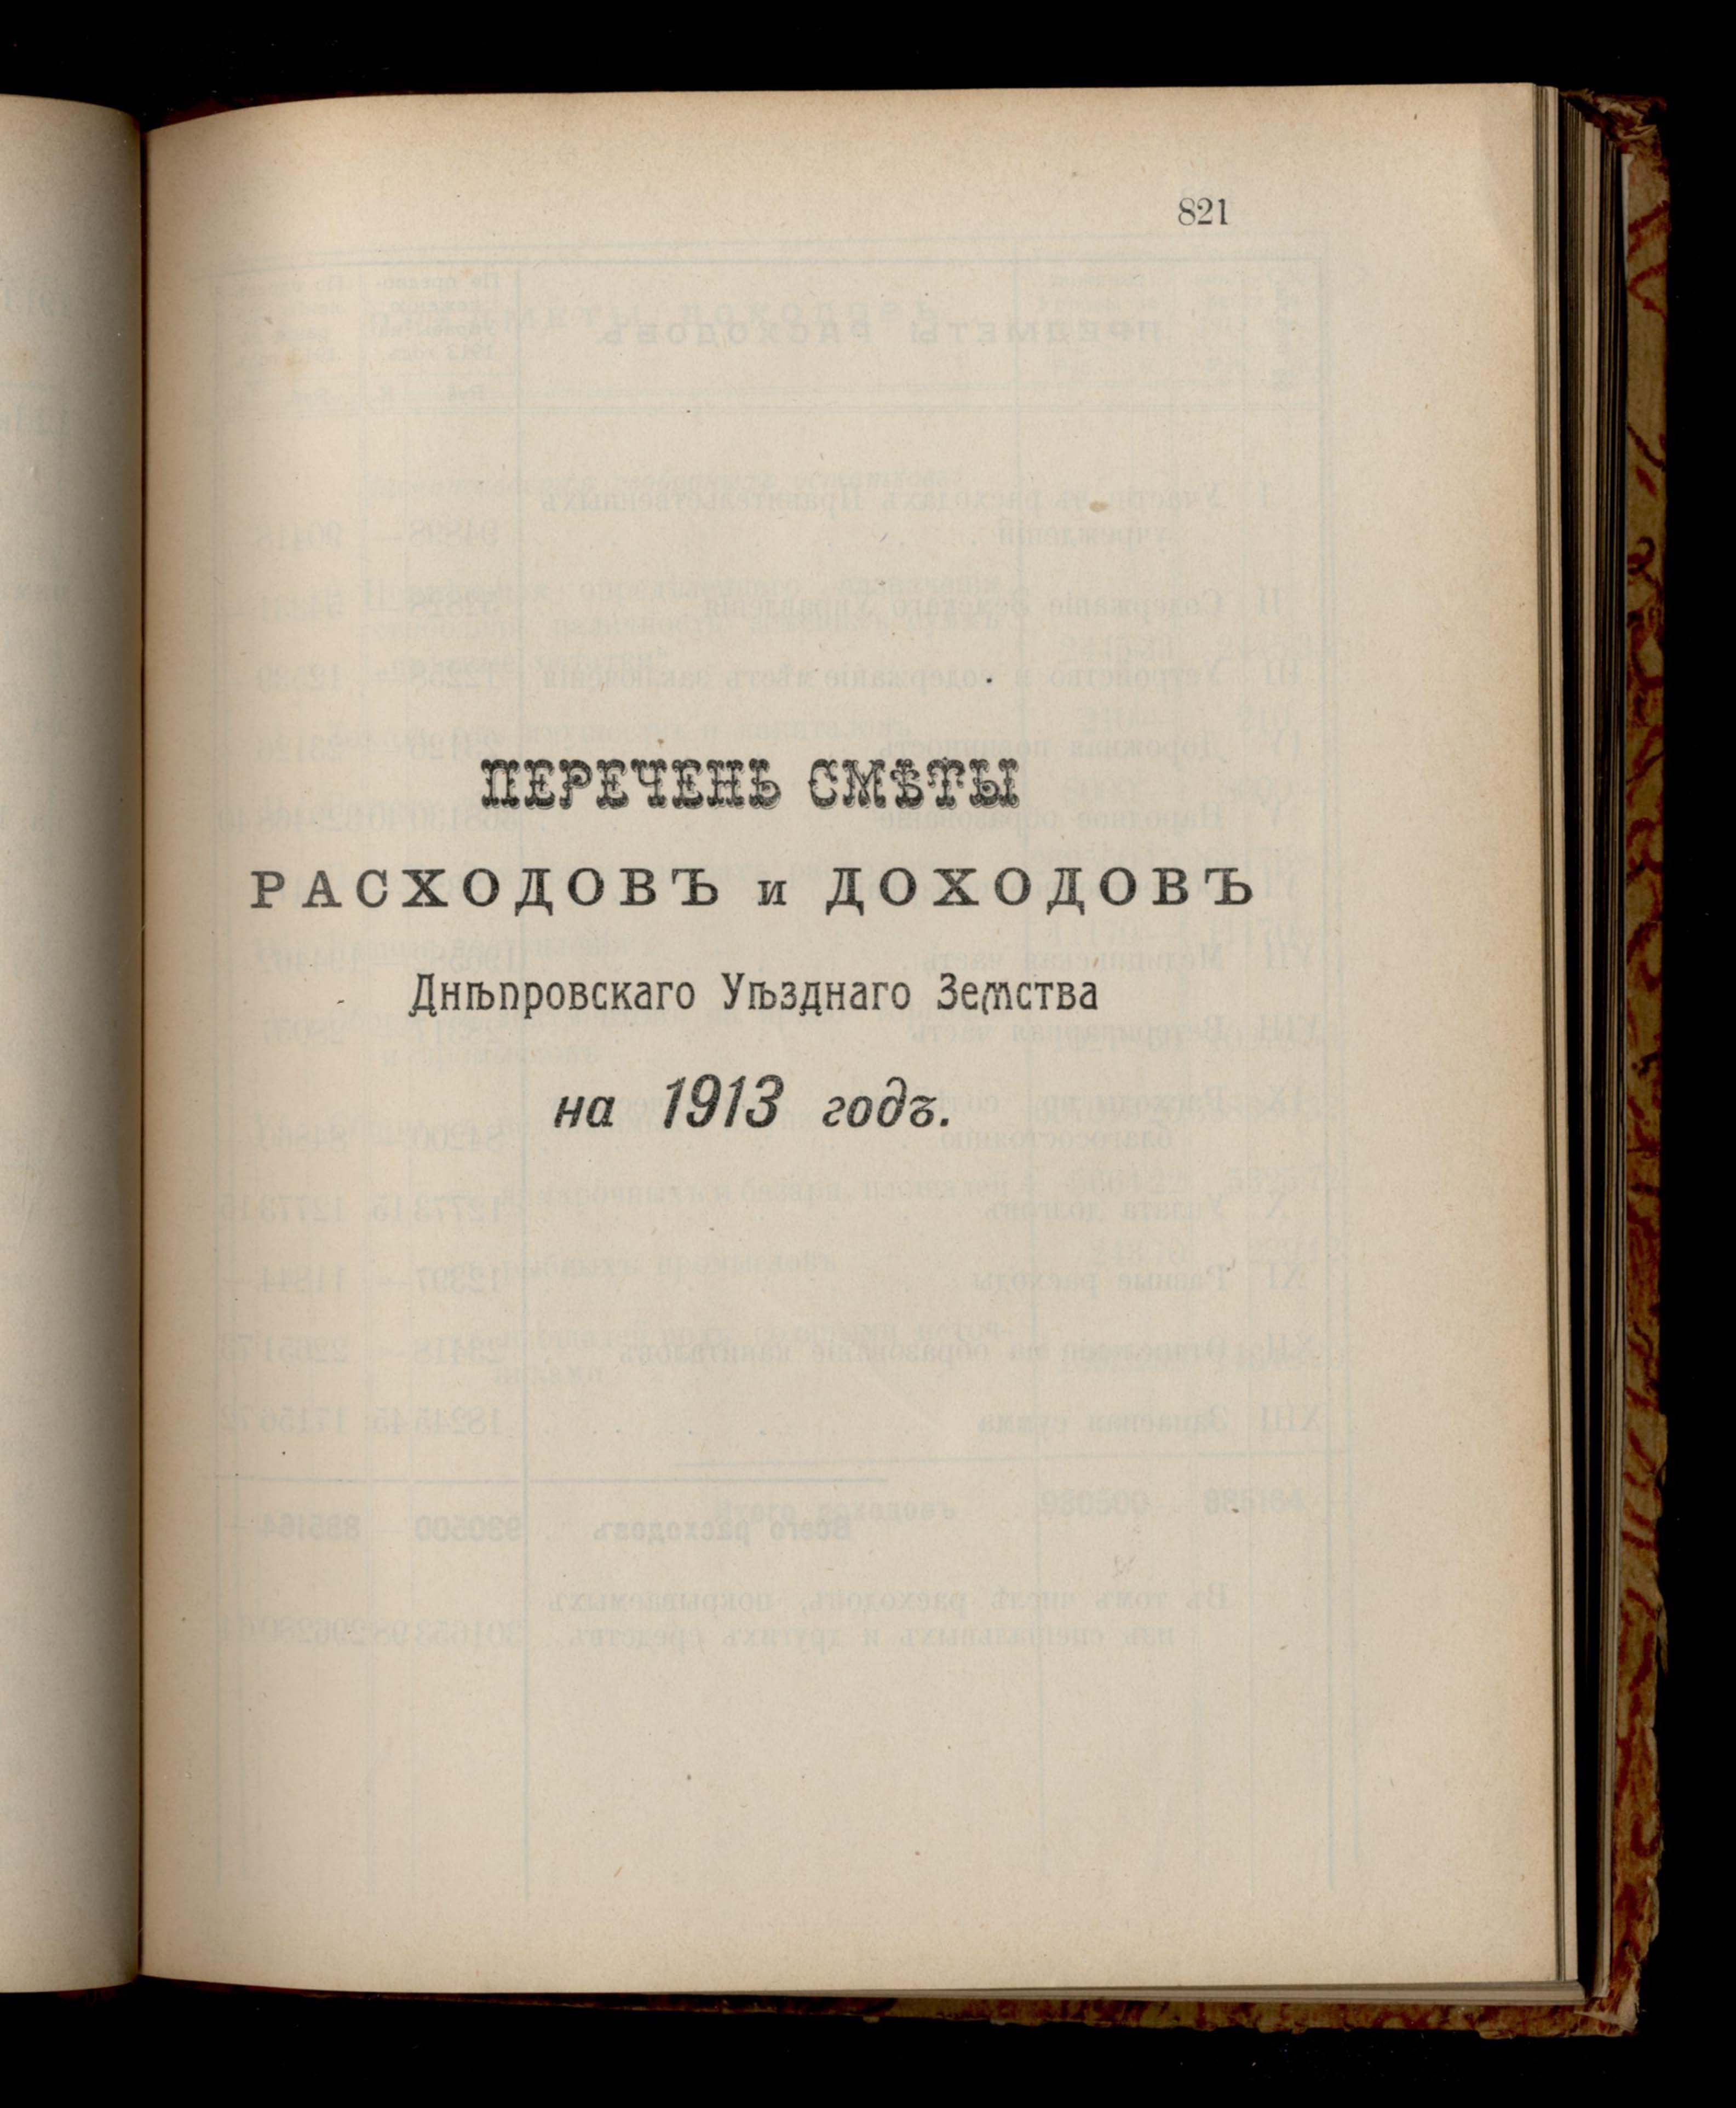 821
ПЕРЕЧЕНЬ СМѢТЫ
РАСХОДОВЪ и ДОХОДОВЪ
Днѣпровскаго Уѣзднаго Земства
на 1913 годъ.